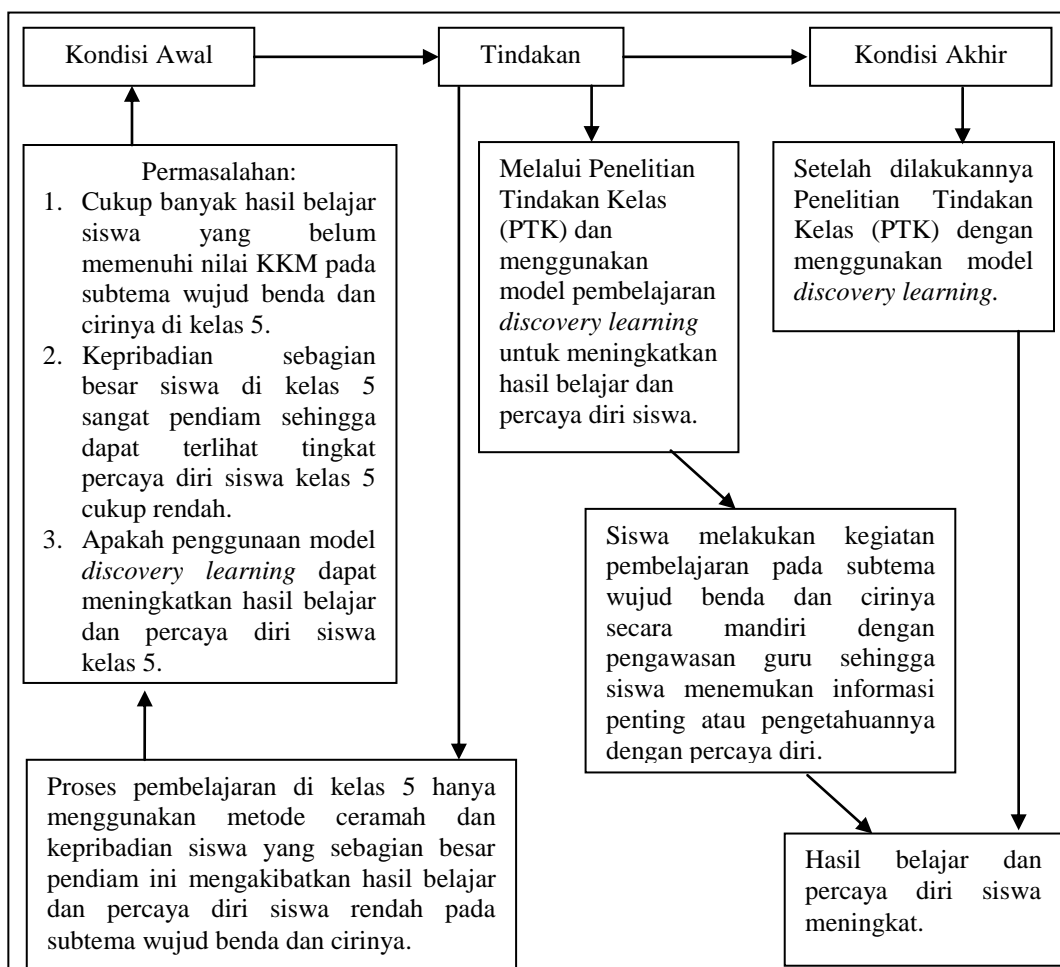 Kondisi Awal
Tindakan
Kondisi Akhir
Permasalahan:
1. Cukup banyak hasil belajar
siswa yang belum
memenuhi nilai KKM pada
subtema wujud benda dan
cirinya di kelas 5.
2. Kepribadian sebagian
besar siswa di kelas 5
sangat pendiam sehingga
dapat terlihat tingkat
percaya diri siswa kelas 5
cukup rendah.
3. Apakah penggunaan model
discovery learning dapat
meningkatkan hasil belajar
dan percaya diri siswa
kelas 5.
Melalui Penelitian
Tindakan Kelas
(PTK) dan
menggunakan
model pembelajaran
discovery learning
untuk meningkatkan
hasil belajar dan
percaya diri siswa.
Setelah dilakukannya
Penelitian Tindakan
Kelas (PTK) dengan
menggunakan model
discovery learning.
Siswa melakukan kegiatan
pembelajaran pada subtema
wujud benda dan cirinya
secara mandiri dengan
pengawasan guru sehingga
siswa menemukan informasi
penting atau pengetahuannya
dengan percaya diri.
Proses pembelajaran di kelas 5 hanya
menggunakan metode ceramah dan
kepribadian siswa yang sebagian besar
pendiam ini mengakibatkan hasil belajar
dan percaya diri siswa rendah pada
subtema wujud benda dan cirinya.
Hasil belajar dan
percaya diri siswa
meningkat.